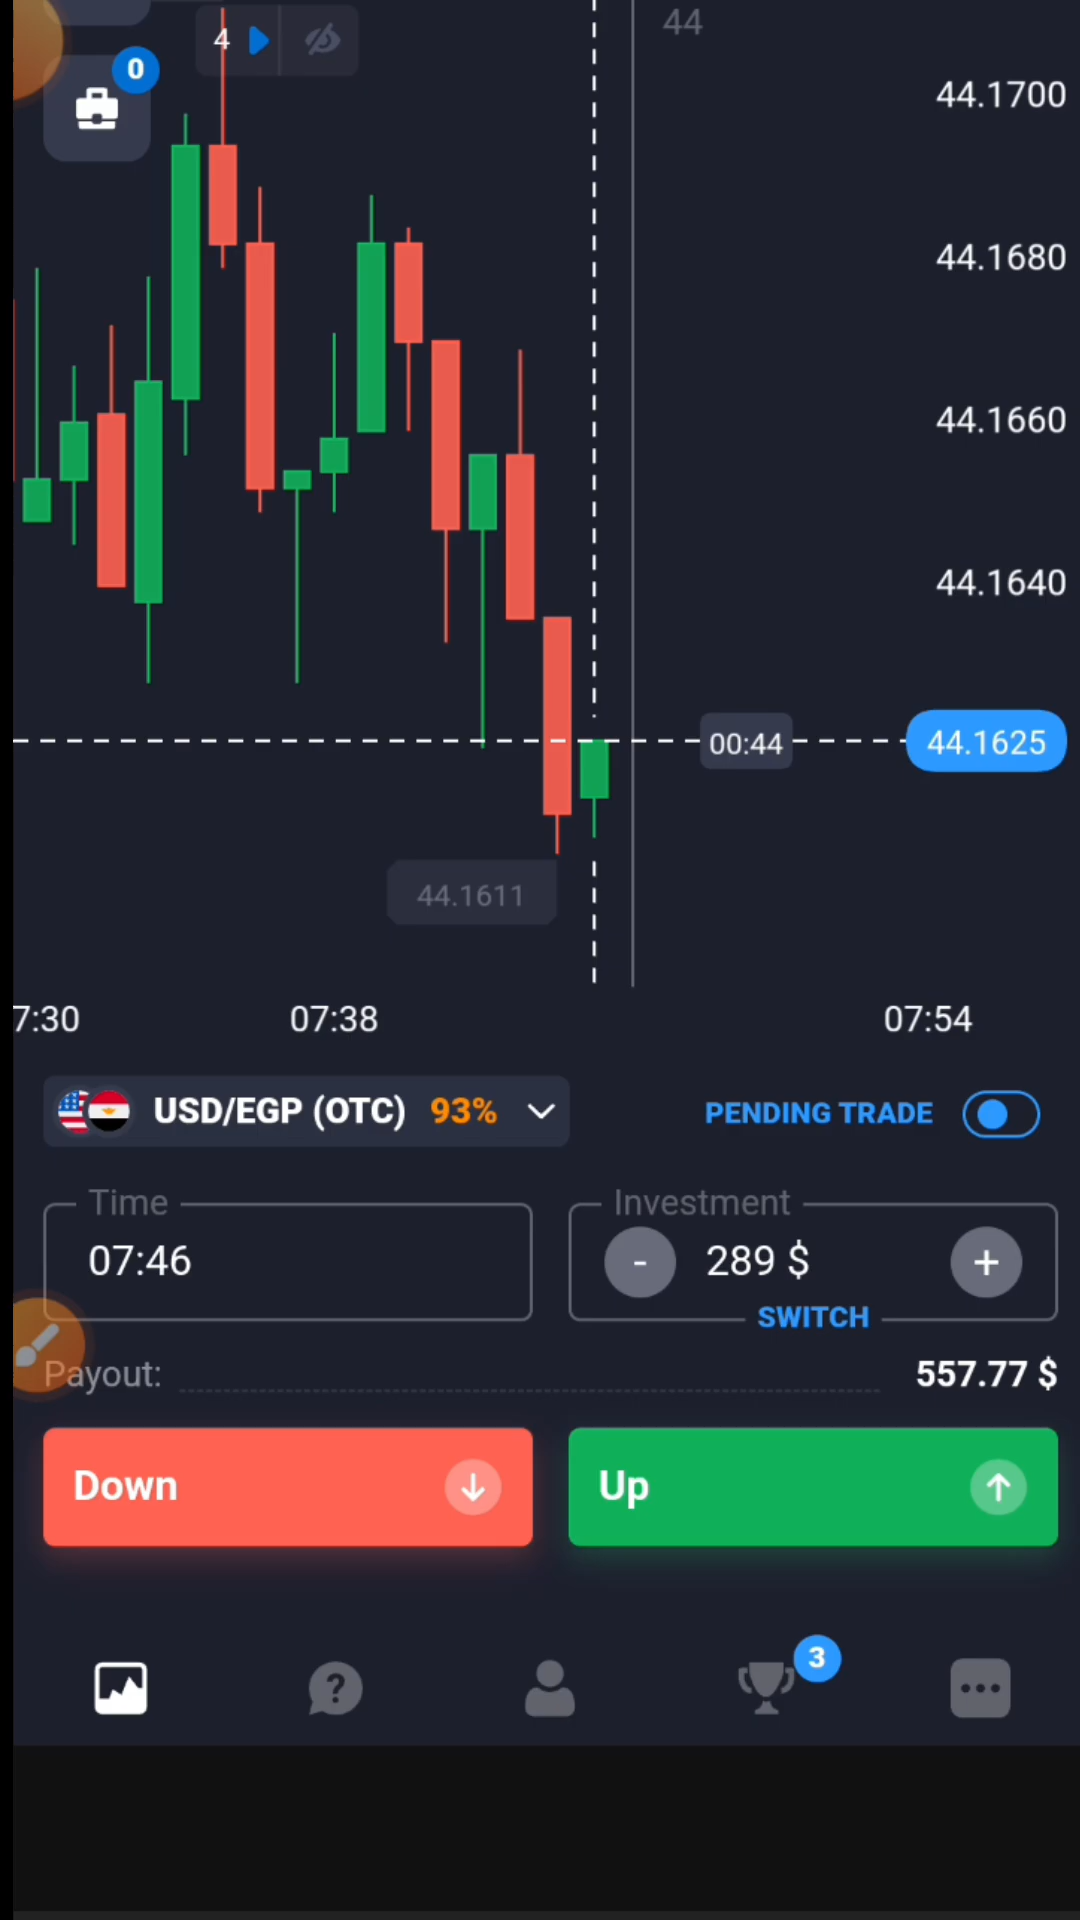 4
44
0
44.1700
44.1680
44.1660
44.1640
00:44
44.1625
44.1611
7:30
07:38
07:54
USD/EGP (OTC) 93%
PENDING TRADE
Time
Investment
07:46
- 289 $ +
SWITCH
Payout:
557.77 $
Down
Up
?
3